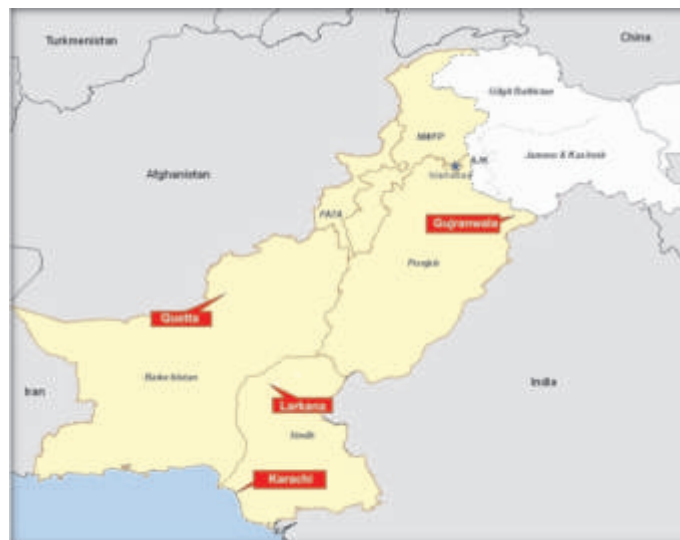 Turkmenistan
China
Gilgit Baltistan
NWFP
AJK
Jammu & Kashmir
Islamabad
Afghanistan
FATA
Gujranwala
Punjab
Quetta
Balochistan
Iran
India
Larkana
Sindh
Karachi